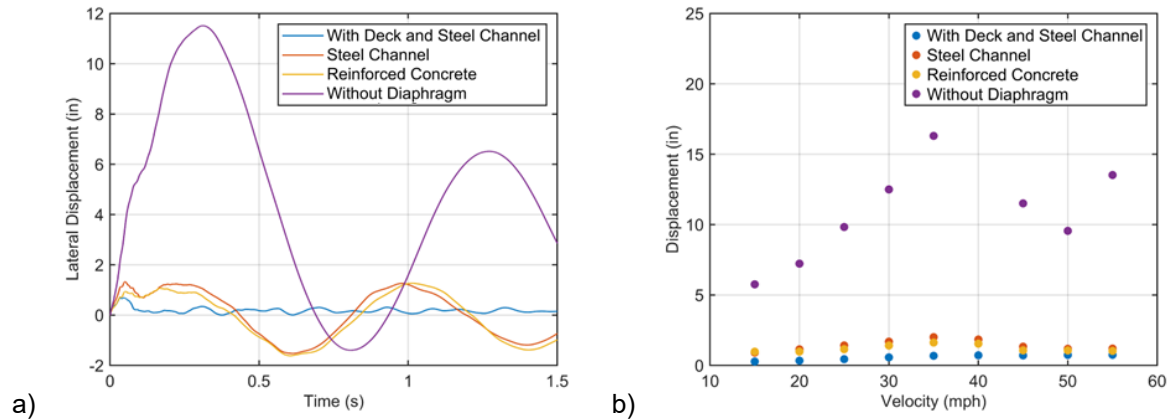 12
10
8
6
4
2
0
-2
Lateral Displacement (in)
With Deck and Steel Channel
Steel Channel
Reinforced Concrete
Without Diaphragm
0
0.5
1
1.5
Time (s)
a)
25
20
15
10
5
0
Displacement (in)
With Deck and Steel Channel
Steel Channel
Reinforced Concrete
Without Diaphragm
10
20
30
40
50
60
Velocity (mph)
b)